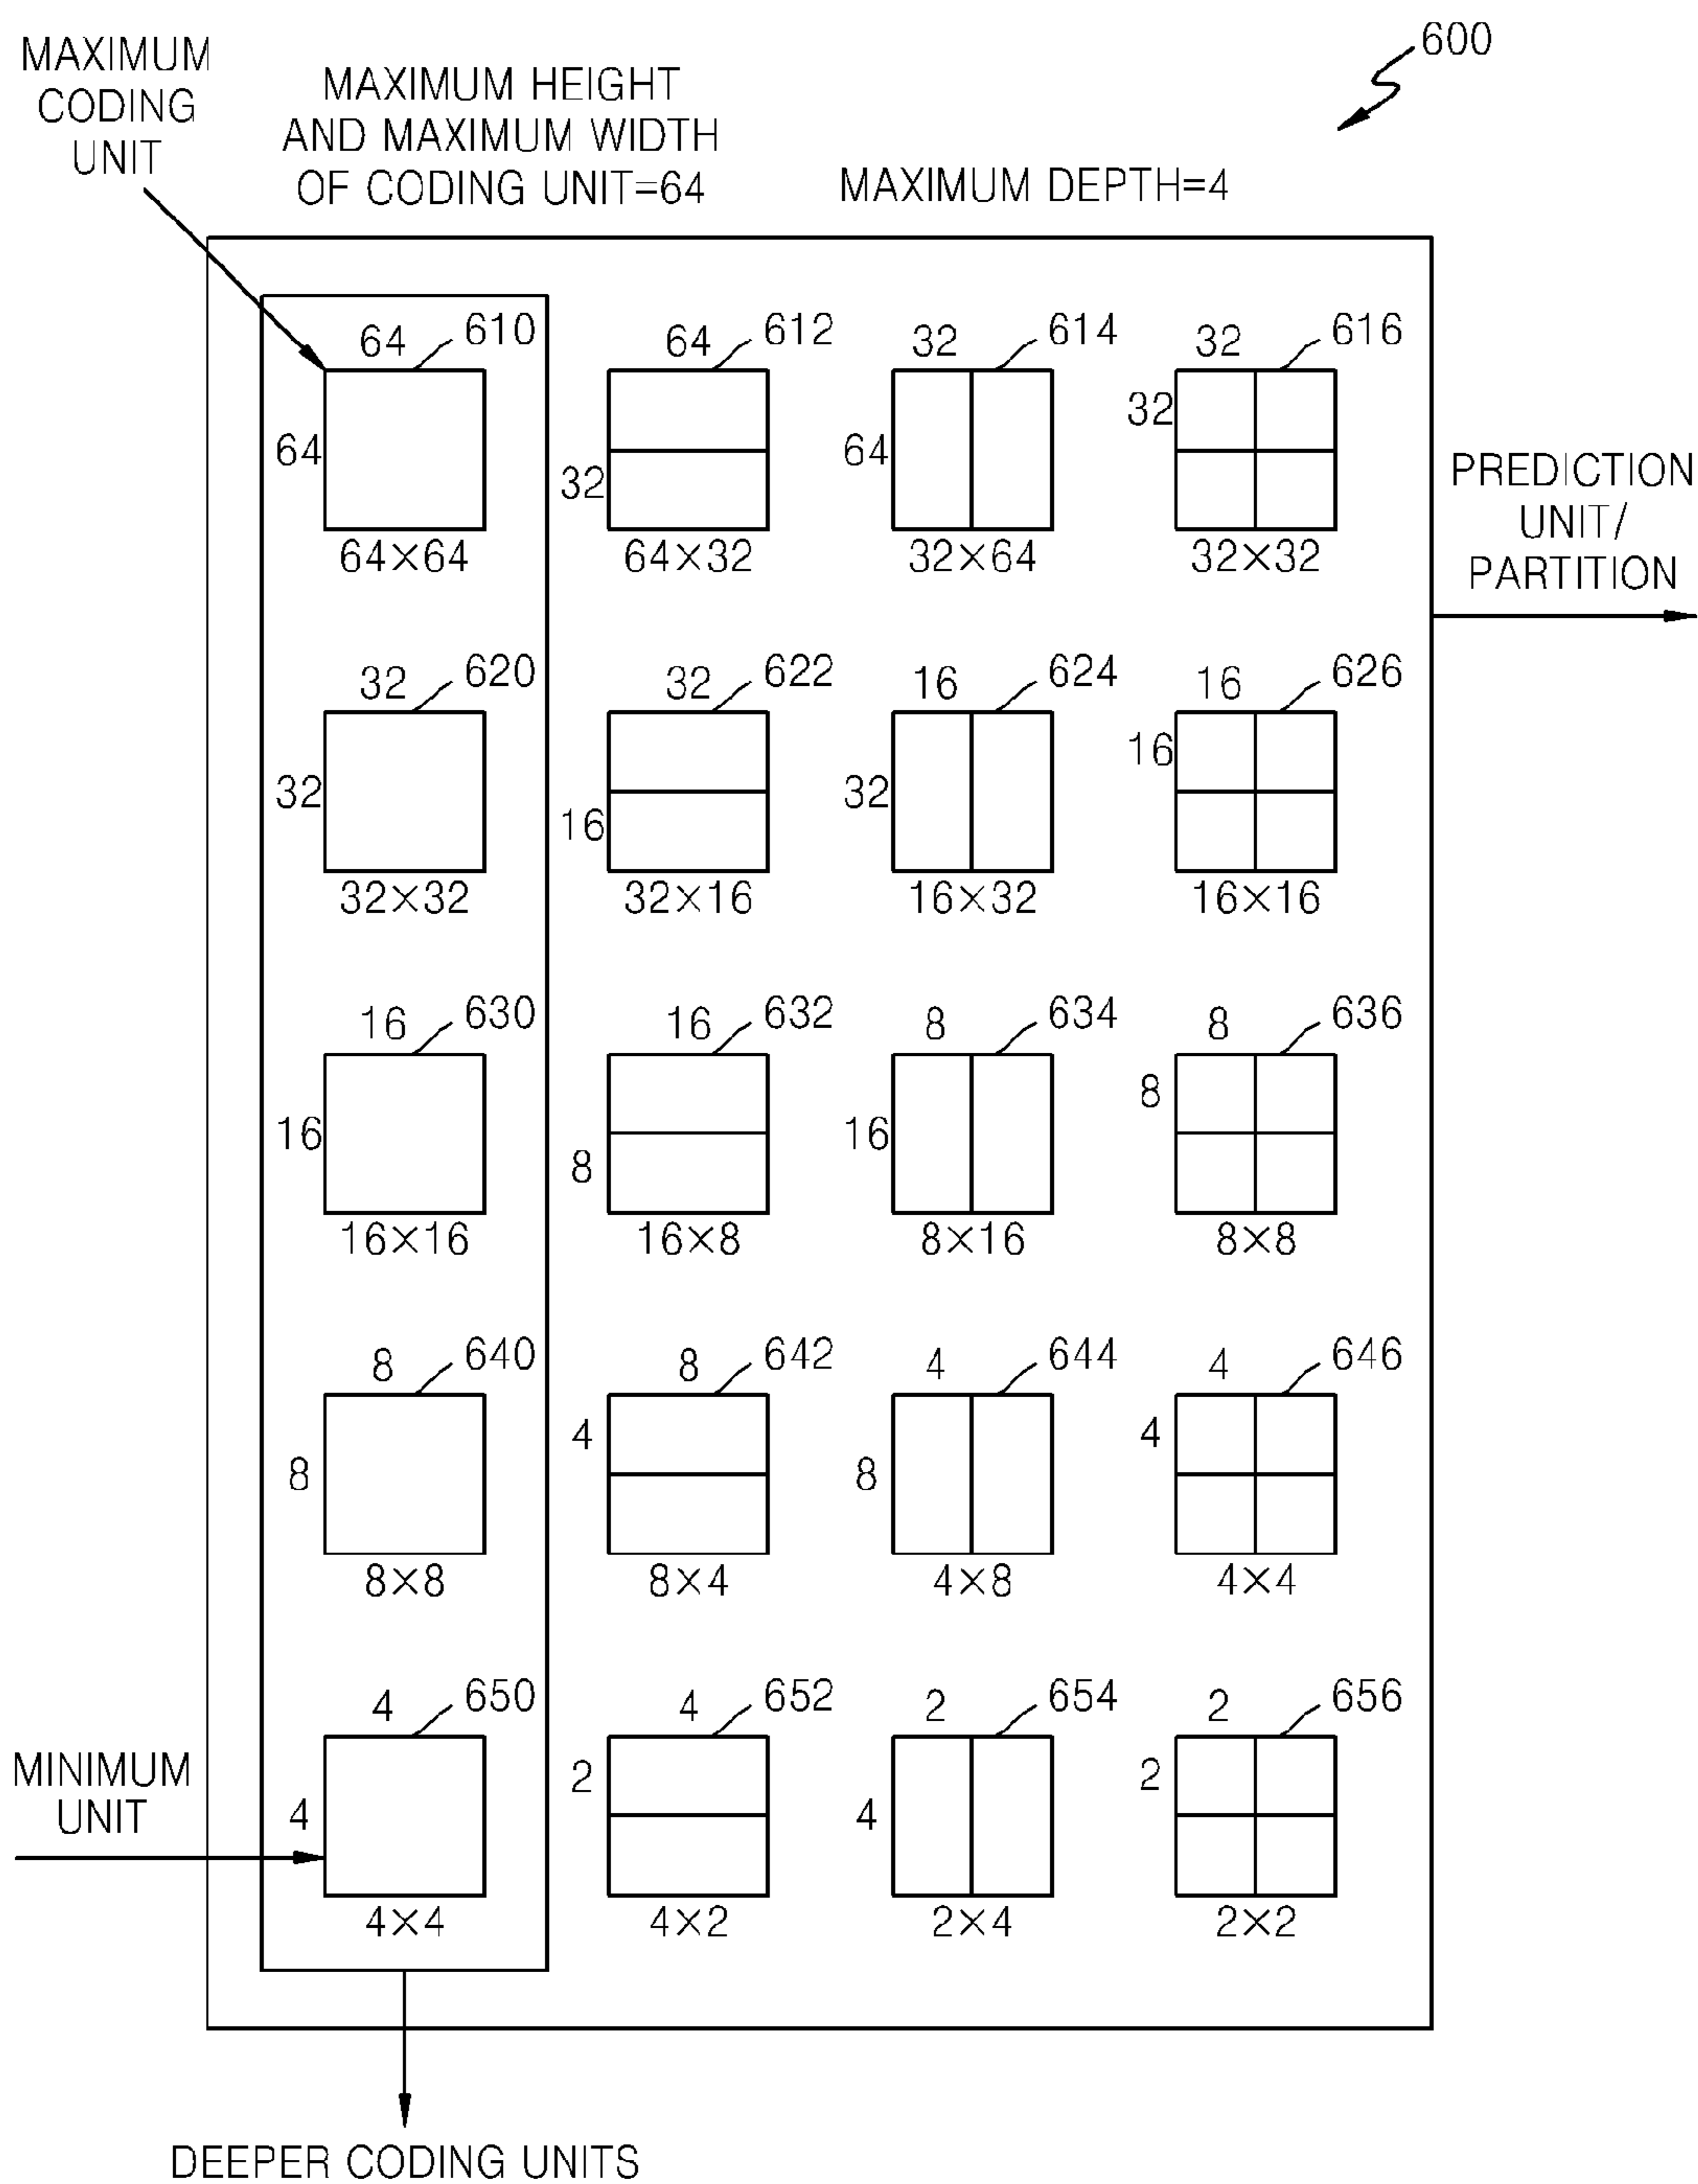 600
MAXIMUM
CODING
UNIT
MAXIMUM HEIGHT
AND MAXIMUM WIDTH
OF CODING UNIT=64
MAXIMUM DEPTH=4
64 610 64 612 32 614 32 616
64 32 64 32
64×64 64×32 32×64 32×32
PREDICTION
UNIT/
PARTITION
32 620 32 622 16 624 16 626
32 16 32 16
32×32 32×16 16×32 16×16
16 630 16 632 8 634 8 636
16 8 16 8
16×16 16×8 8×16 8×8
8 640 8 642 4 644 4 646
8 4 8 4
8×8 8×4 4×8 4×4
4 650 4 652 2 654 2 656
MINIMUM
UNIT
4 2 4 2
4×4 4×2 2×4 2×2
DEEPER CODING UNITS